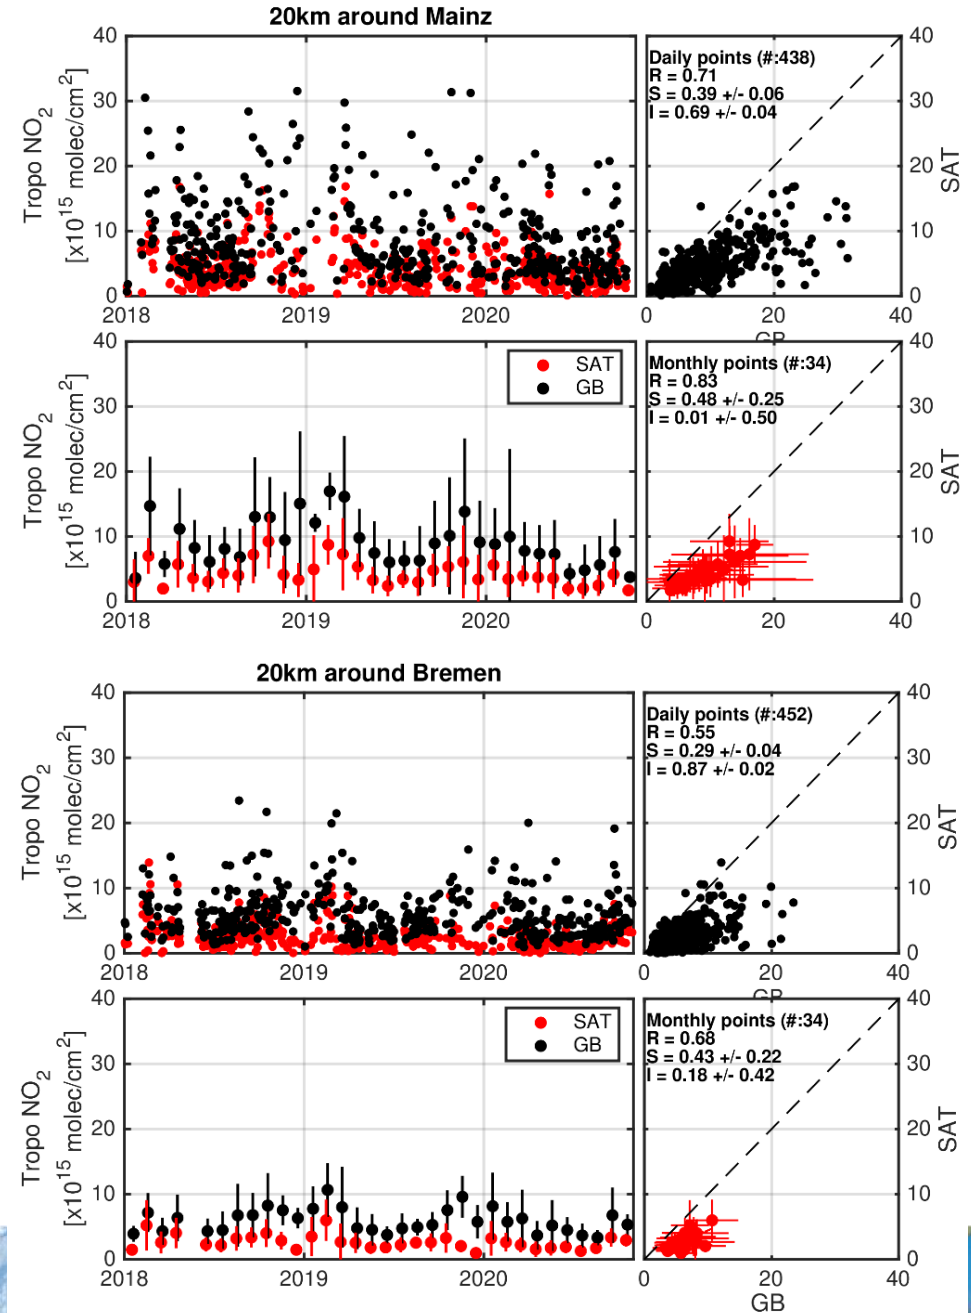 20km around Mainz
Tropo NO2
[x10^15 molec/cm^2]
40
30
20
10
0
2018
2019
2020
Daily points (#:438)
R = 0.71
S = 0.39 +/- 0.06
I = 0.69 +/- 0.04
40
30
20
10
0
SAT
0
20
40
GB
Tropo NO2
[x10^15 molec/cm^2]
40
30
20
10
0
2018
2019
2020
SAT
GB
Monthly points (#:34)
R = 0.83
S = 0.48 +/- 0.25
I = 0.01 +/- 0.50
40
30
20
10
0
SAT
0
20
40
20km around Bremen
Tropo NO2
[x10^15 molec/cm^2]
40
30
20
10
0
2018
2019
2020
Daily points (#:452)
R = 0.55
S = 0.29 +/- 0.04
I = 0.87 +/- 0.02
40
30
20
10
0
SAT
0
20
40
GB
Tropo NO2
[x10^15 molec/cm^2]
40
30
20
10
0
2018
2019
2020
SAT
GB
Monthly points (#:34)
R = 0.68
S = 0.43 +/- 0.22
I = 0.18 +/- 0.42
40
30
20
10
0
SAT
0
20
40
GB